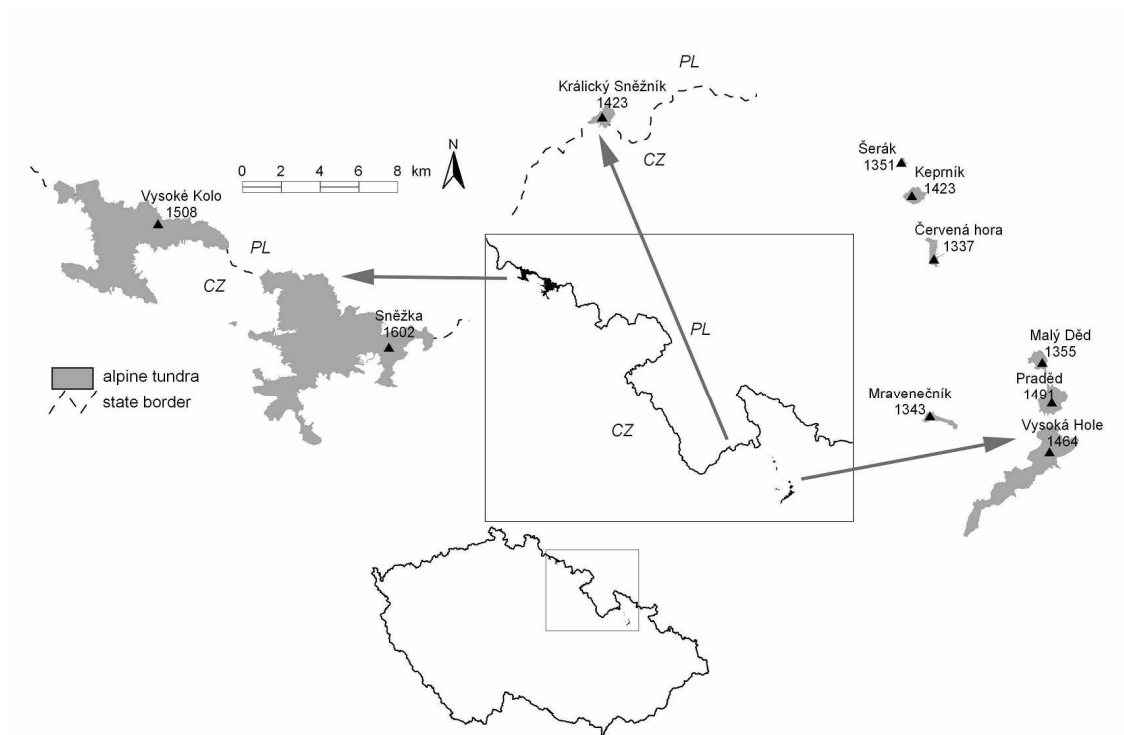 PL
Králický Sněžník
1423
CZ
N
0 2 4 6 8
km
Šerák
1351
Keprník
1423
Červená hora
1337
Vysoké Kolo
1508
PL
CZ
Sněžka
1602
alpine tundra
state border
PL
CZ
Malý Děd
1355
Praděd
1491
Mravenečník
1343
Vysoká Hole
1464